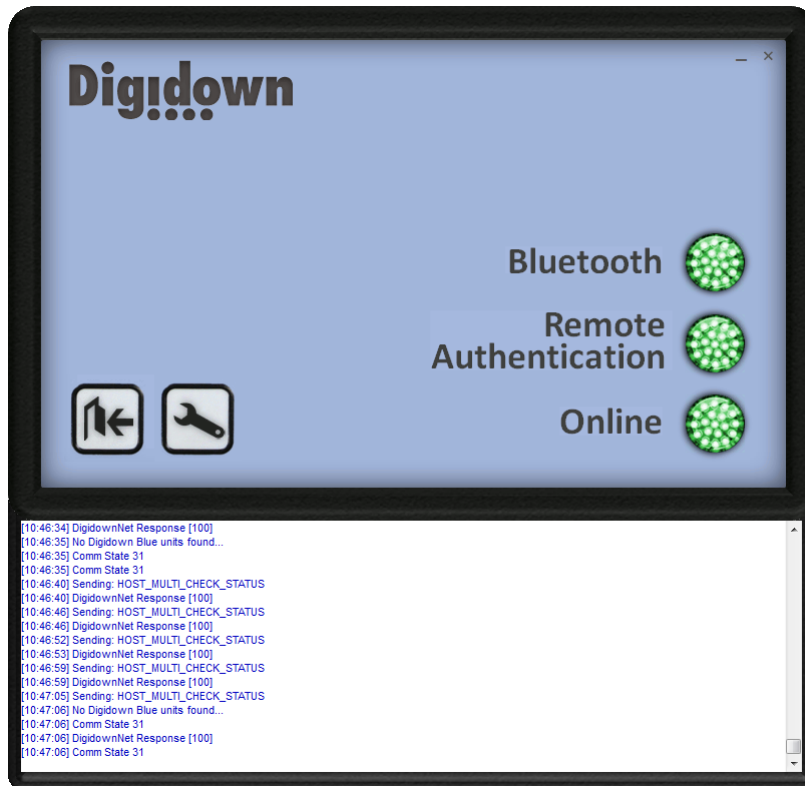 Digidown
Bluetooth
Remote
Authentication
Online
[10:46:34] DigidownNet Response [100]
[10:46:35] No Digidown Blue units found...
[10:46:35] Comm State 31
[10:46:35] Comm State 31
[10:46:40] Sending: HOST_MULTI_CHECK_STATUS
[10:46:40] DigidownNet Response [100]
[10:46:46] Sending: HOST_MULTI_CHECK_STATUS
[10:46:46] DigidownNet Response [100]
[10:46:52] Sending: HOST_MULTI_CHECK_STATUS
[10:46:53] DigidownNet Response [100]
[10:46:59] Sending: HOST_MULTI_CHECK_STATUS
[10:46:59] DigidownNet Response [100]
[10:47:05] Sending: HOST_MULTI_CHECK_STATUS
[10:47:06] No Digidown Blue units found...
[10:47:06] Comm State 31
[10:47:06] DigidownNet Response [100]
[10:47:06] Comm State 31